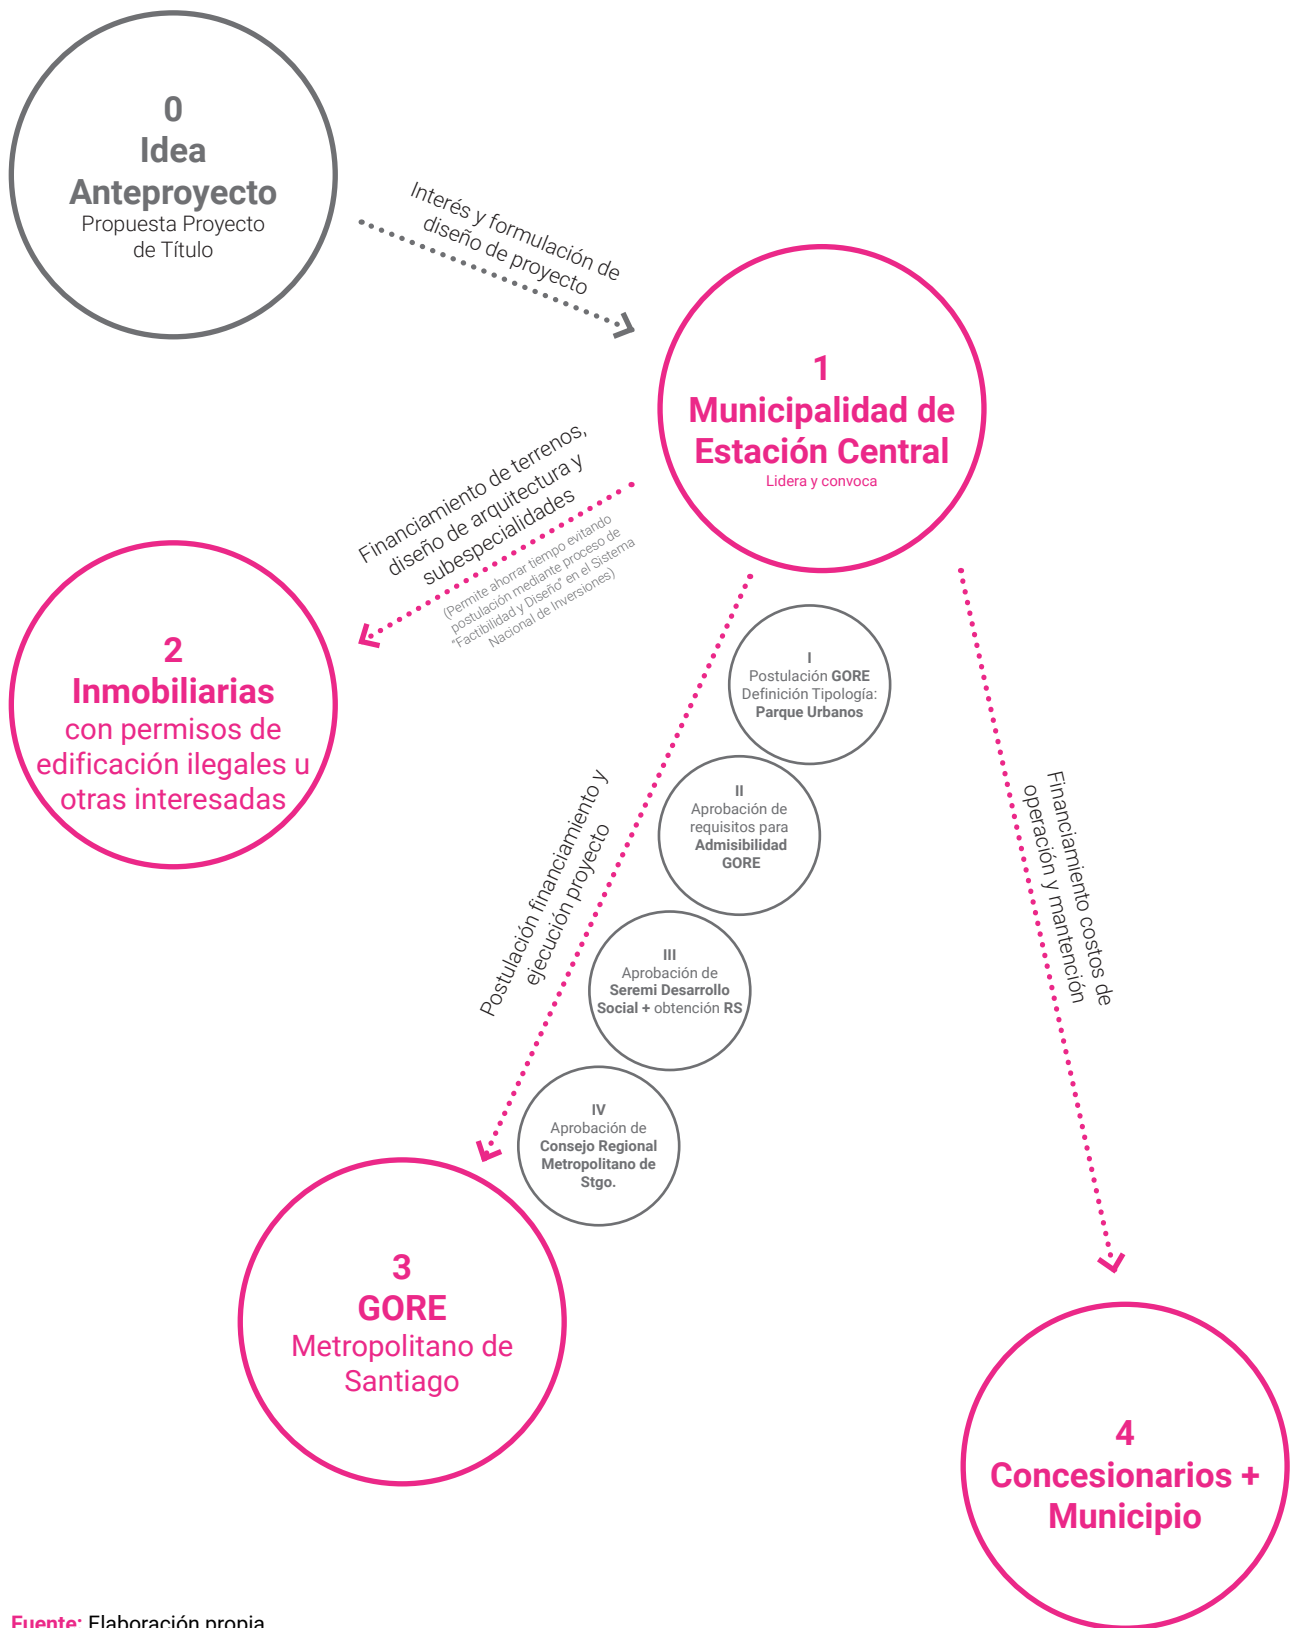 0
Idea
Anteproyecto
Propuesta Proyecto
de Título
Interés y formulación de
diseño de proyecto
1
Municipalidad de
Estación Central
Lidera y convoca
Financiamiento de terrenos,
diseño de arquitectura y
subespecialidades
(Permite ahorrar tiempo evitando
postulación mediante proceso de
"Factibilidad y Diseño" en el Sistema
Nacional de Inversiones)
2
Inmobiliarias
con permisos de
edificación ilegales u
otras interesadas
I
Postulación GORE
Definición Tipología:
Parque Urbanos
II
Aprobación de
requisitos para
Admisibilidad
GORE
III
Aprobación de
Seremi Desarrollo
Social + obtención RS
IV
Aprobación de
Consejo Regional
Metropolitano de
Stgo.
Postulación financiamiento y
ejecución proyecto
3
GORE
Metropolitano de
Santiago
Financiamiento costos de
operación y mantención
4
Concesionarios +
Municipio
Fuente: Elaboración propia